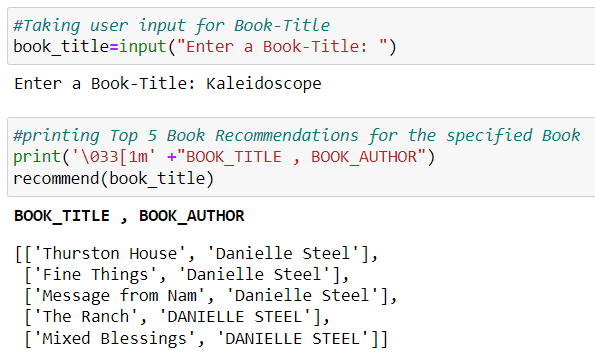 #Taking user input for Book-Title
book_title=input("Enter a Book-Title: ")
Enter a Book-Title: Kaleidoscope
#printing Top 5 Book Recommendations for the specified Book
print('\033[1m' +"BOOK_TITLE , BOOK_AUTHOR")
recommend(book_title)
BOOK_TITLE , BOOK_AUTHOR
[['Thurston House', 'Danielle Steel'],
 ['Fine Things', 'Danielle Steel'],
 ['Message from Nam', 'Danielle Steel'],
 ['The Ranch', 'DANIELLE STEEL'],
 ['Mixed Blessings', 'DANIELLE STEEL']]